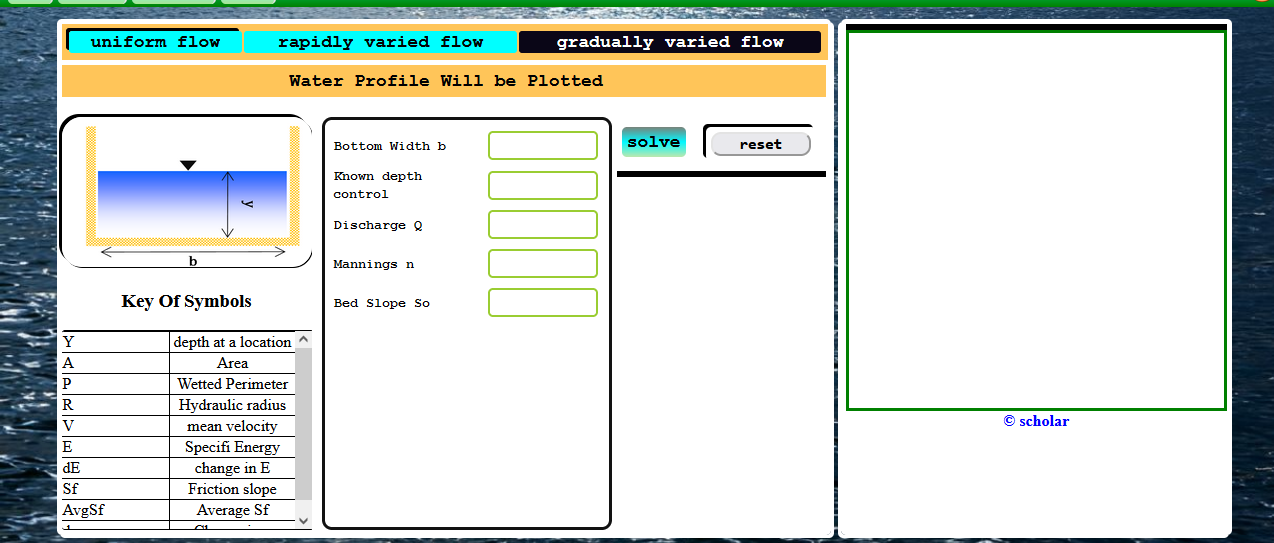 uniform flow rapidly varied flow gradually varied flow
Water Profile Will be Plotted
y
b
Key Of Symbols
Y depth at a location
A Area
P Wetted Perimeter
R Hydraulic radius
V mean velocity
E Specifi Energy
dE change in E
Sf Friction slope
AvgSf Average Sf
Bottom Width b
Known depth
control
Discharge Q
Mannings n
Bed Slope So
solve reset
© scholar